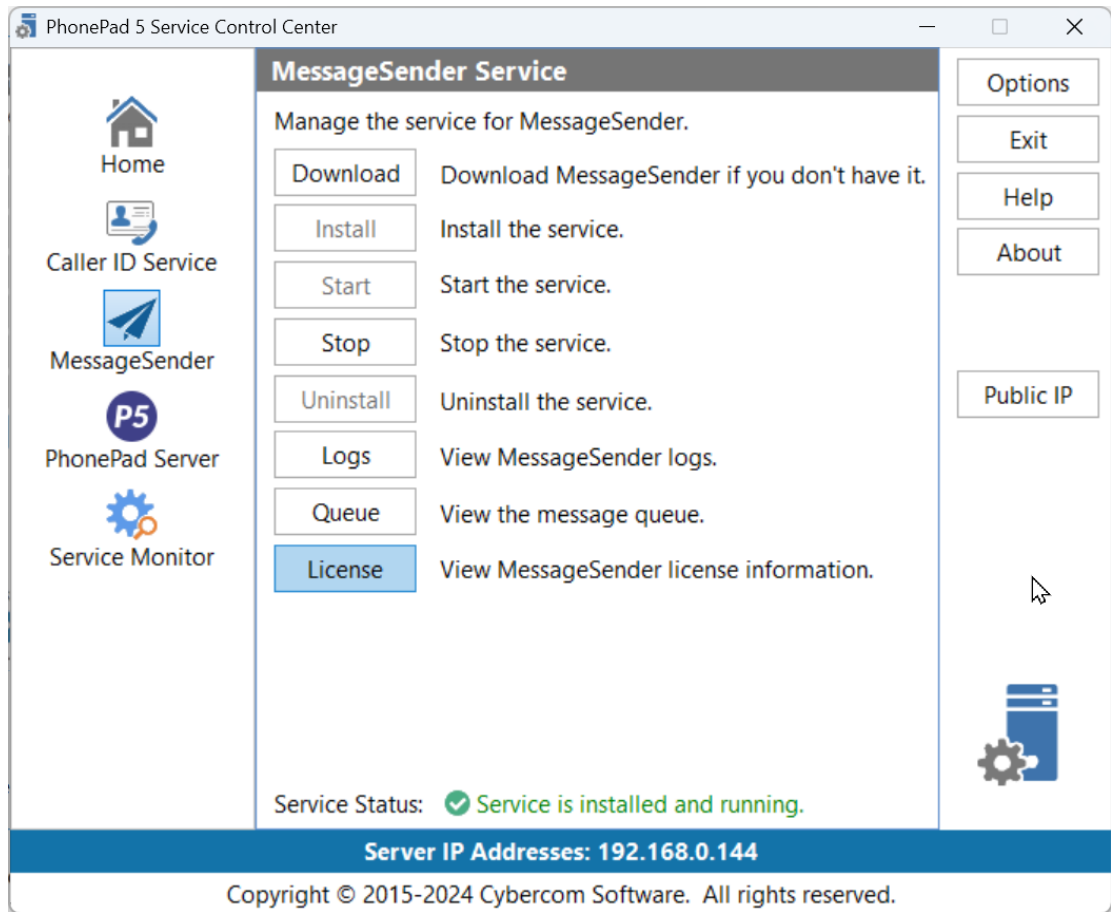 PhonePad 5 Service Control Center
Home
Caller ID Service
MessageSender
P5
PhonePad Server
Service Monitor
MessageSender Service
Manage the service for MessageSender.
Download Download MessageSender if you don't have it.
Install Install the service.
Start Start the service.
Stop Stop the service.
Uninstall Uninstall the service.
Logs View MessageSender logs.
Queue View the message queue.
License View MessageSender license information.
Service Status: Service is installed and running.
Options
Exit
Help
About
Public IP
Server IP Addresses: 192.168.0.144
Copyright © 2015-2024 Cybercom Software. All rights reserved.